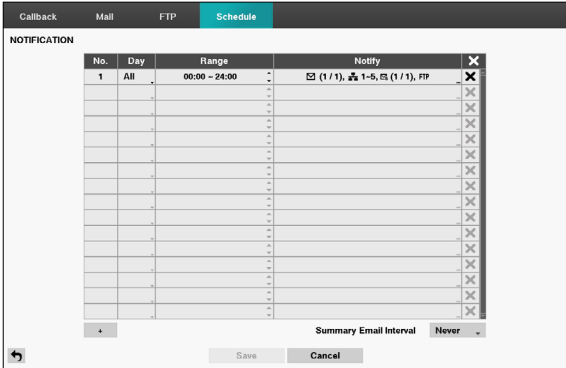 Callback Mail FTP Schedule
NOTIFICATION
No. Day Range Notify
1 All 00:00 ~ 24:00 (1 / 1), 1~5, (1 / 1), FTP
+ Summary Email Interval Never
Save Cancel